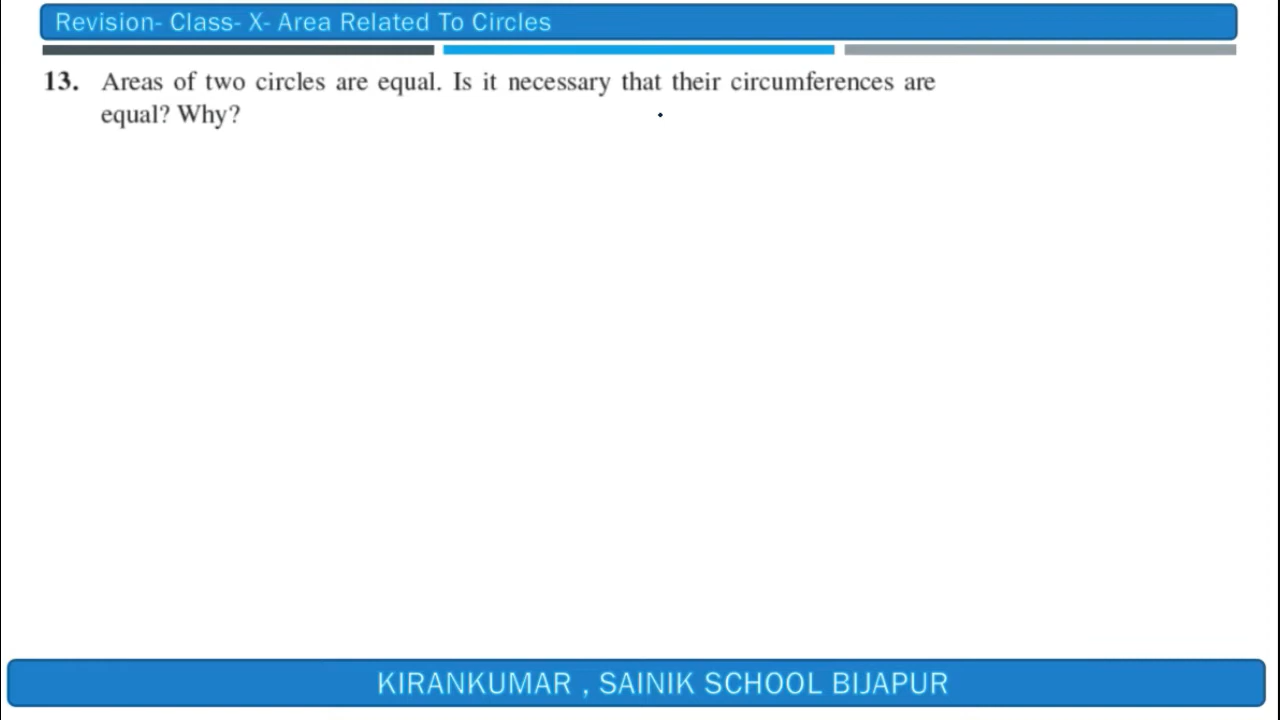 Revision- Class- X- Area Related To Circles
13. Areas of two circles are equal. Is it necessary that their circumferences are
equal? Why?
KIRANKUMAR , SAINIK SCHOOL BIJAPUR